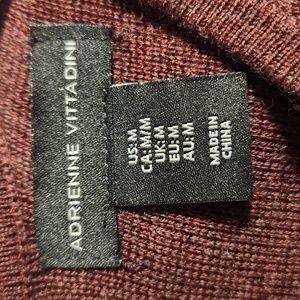 ADRIENNE VITTADINI
US: M
CA: M/M
UK: M
EU: M
AU: M
MADE IN
CHINA